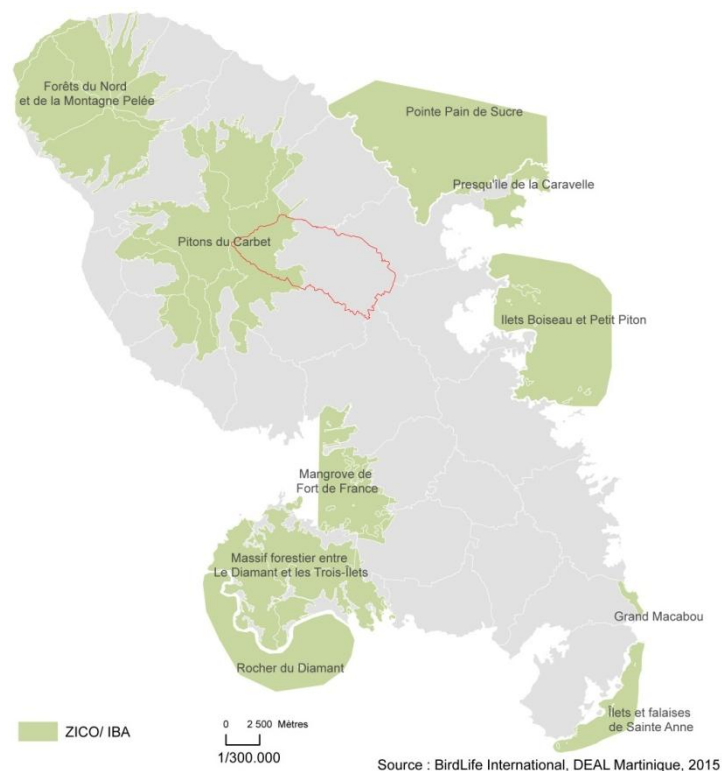 Forêts du Nord
et de la Montagne Pelée
Pointe Pain de Sucre
Presqu'île de la Caravelle
Pitons du Carbet
Ilets Boiseau et Petit Piton
Mangrove de
Fort de France
Massif forestier entre
Le Diamant et les Trois-Îlets
Grand Macabou
Rocher du Diamant
Îlets et falaises
de Sainte Anne
ZICO/ IBA
0 2 500 Mètres
1/300.000
Source : BirdLife International, DEAL Martinique, 2015